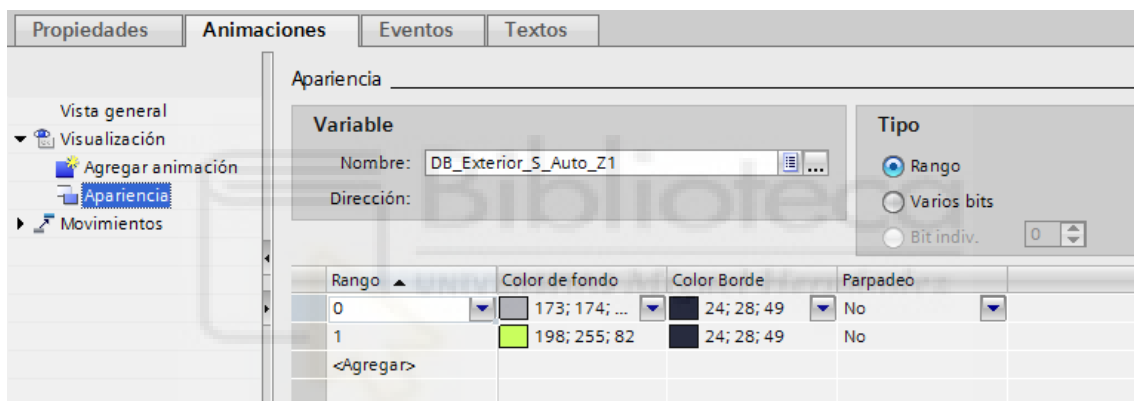 Propiedades Animaciones Eventos Textos
Apariencia
Vista general
Visualización
Agregar animación
Apariencia
Movimientos
Variable
Nombre: DB_Exterior_S_Auto_Z1
Dirección:
Tipo
Rango
Varios bits
Bit indiv. 0
Biblioteca
Rango Color de fondo Color Borde Parpadeo
0 173; 174; ... 24; 28; 49 No
1 198; 255; 82 24; 28; 49 No
<Agregar>